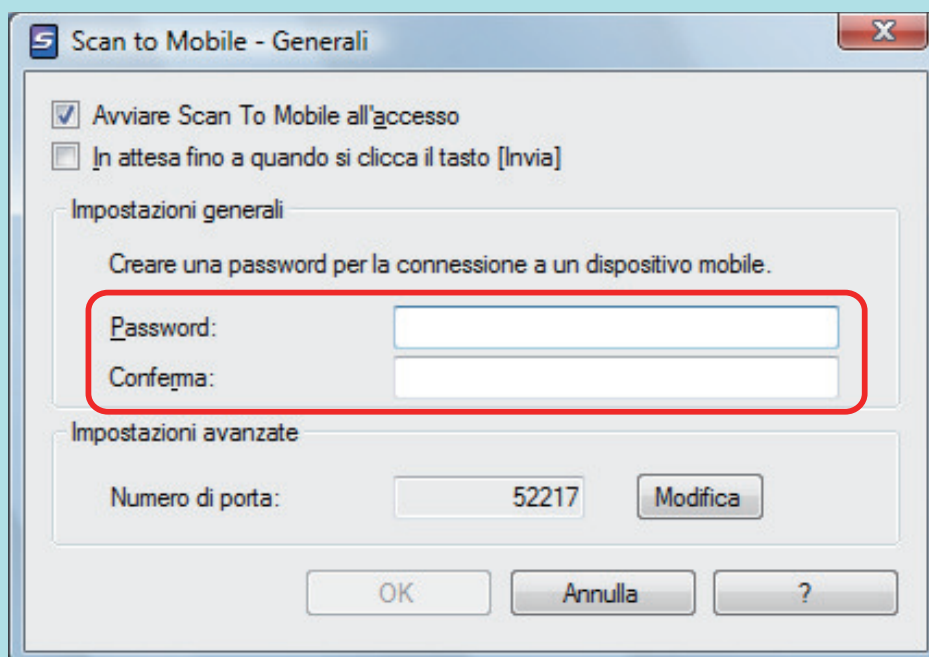 Scan to Mobile - Generali
Avviare Scan To Mobile all'accesso
In attesa fino a quando si clicca il tasto [Invia]
Impostazioni generali
Creare una password per la connessione a un dispositivo mobile.
Password:
Conferma:
Impostazioni avanzate
Numero di porta: 52217 Modifica
OK Annulla ?